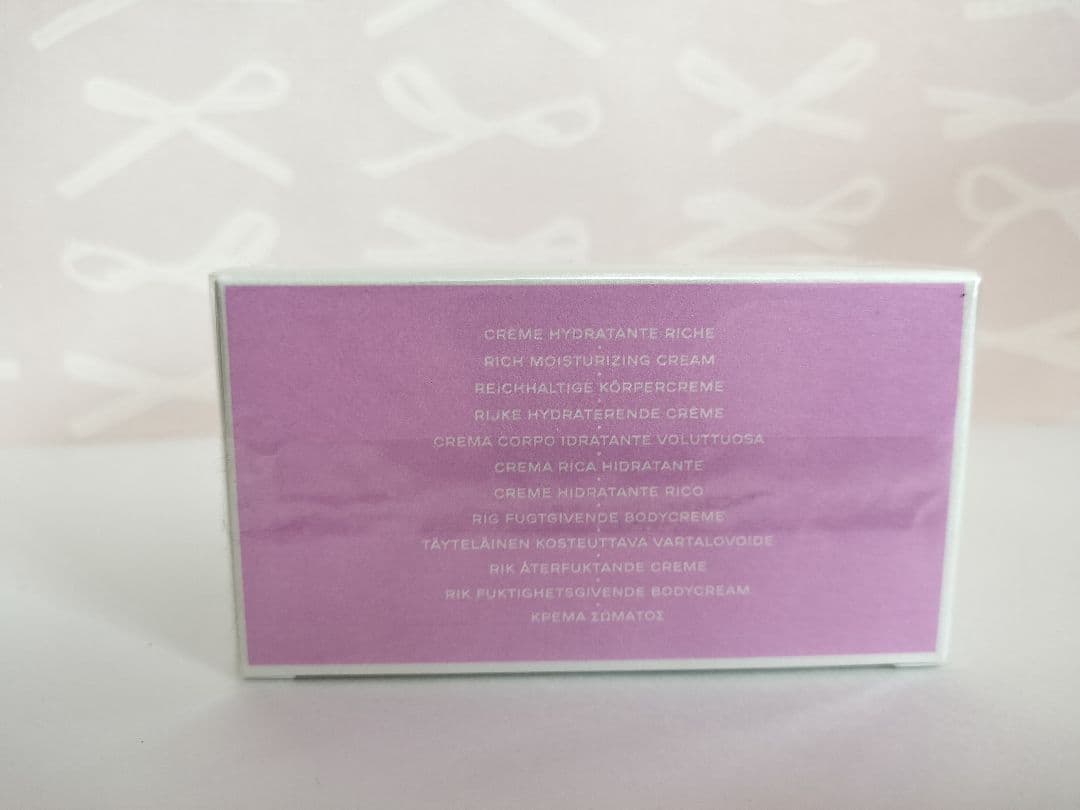 CRÈME HYDRATANTE RICHE
RICH MOISTURIZING CREAM
REICHHALTIGE KÖRPERCREME
RIJKE HYDRATERENDE CRÈME
CREMA CORPO IDRATANTE VOLUTTUOSA
CREMA RICA HIDRATANTE
CREME HIDRATANTE RICO
RIG FUGTGIVENDE BODYCREME
TÄYTELÄINEN KOSTEUTTAVA VARTALOVOIDE
RIK ÅTERFUKTANDE CREME
RIK FUKTIGHETSGIVENDE BODYCREAM
ΚΡΕΜΑ ΣΩΜΑΤΟΣ